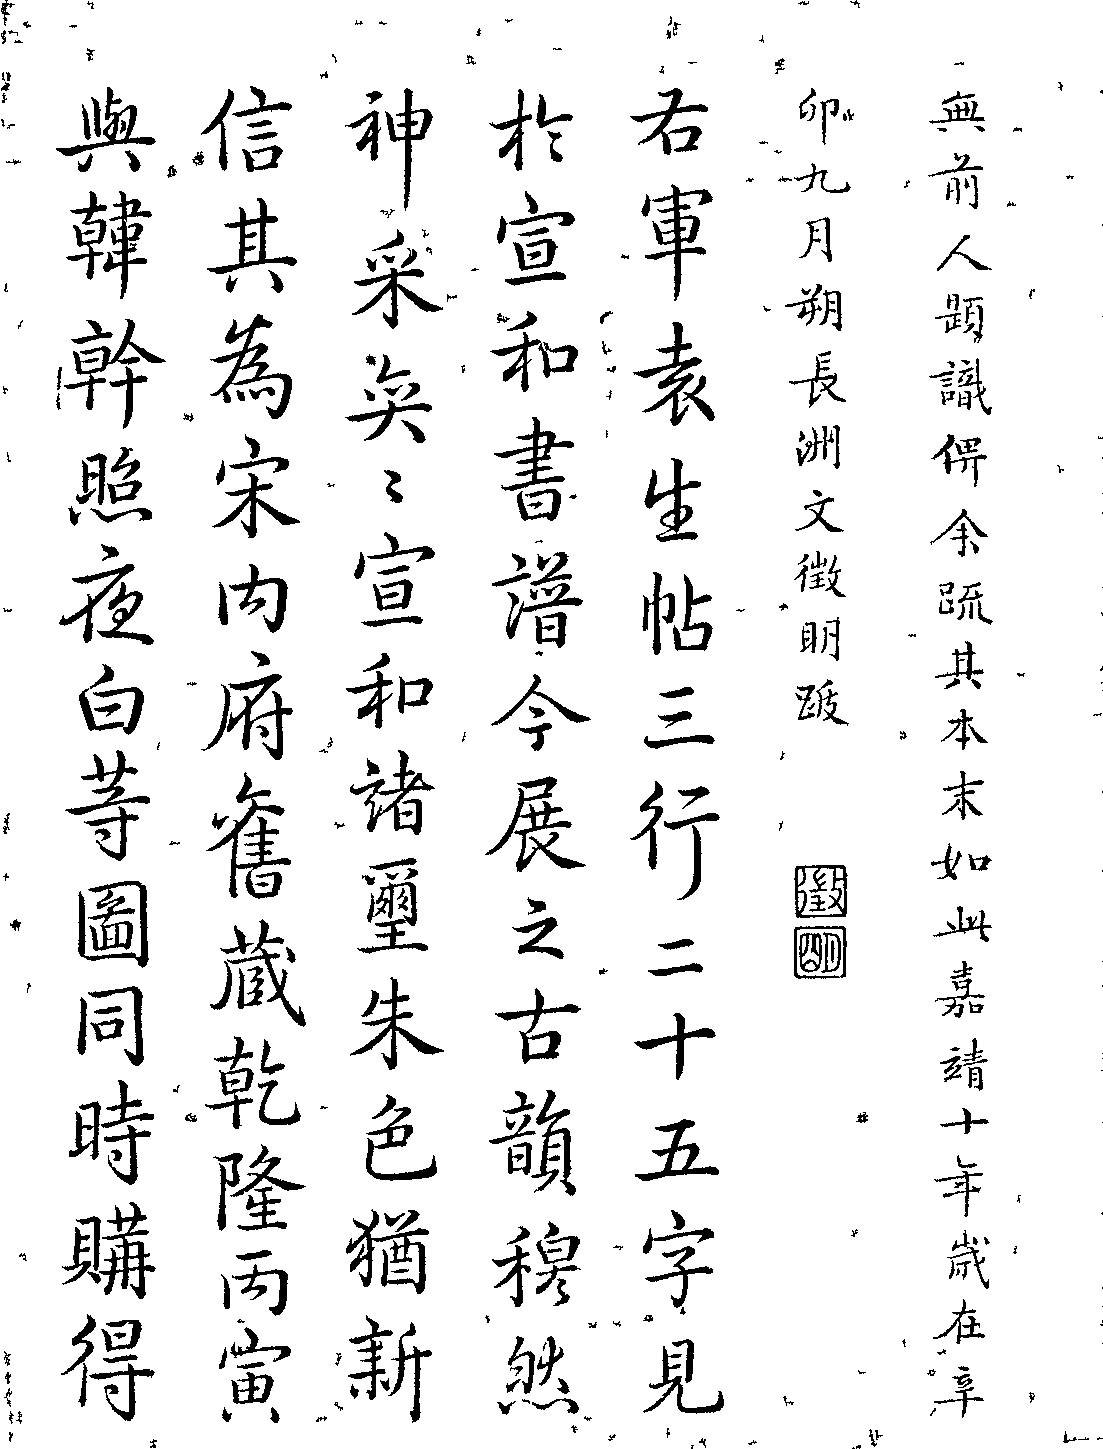 無前人題識俾余疏其本末如此嘉靖十年歲在辛
卯九月朔長洲文徵明跋
徵
明
右軍袁生帖三行二十五字見
於宣和書譜今展之古韻穆然
神采奕〻宣和諸璽朱色猶新
信其為宋內府舊藏乾隆丙寅
與韓幹照夜白等圖同時購得